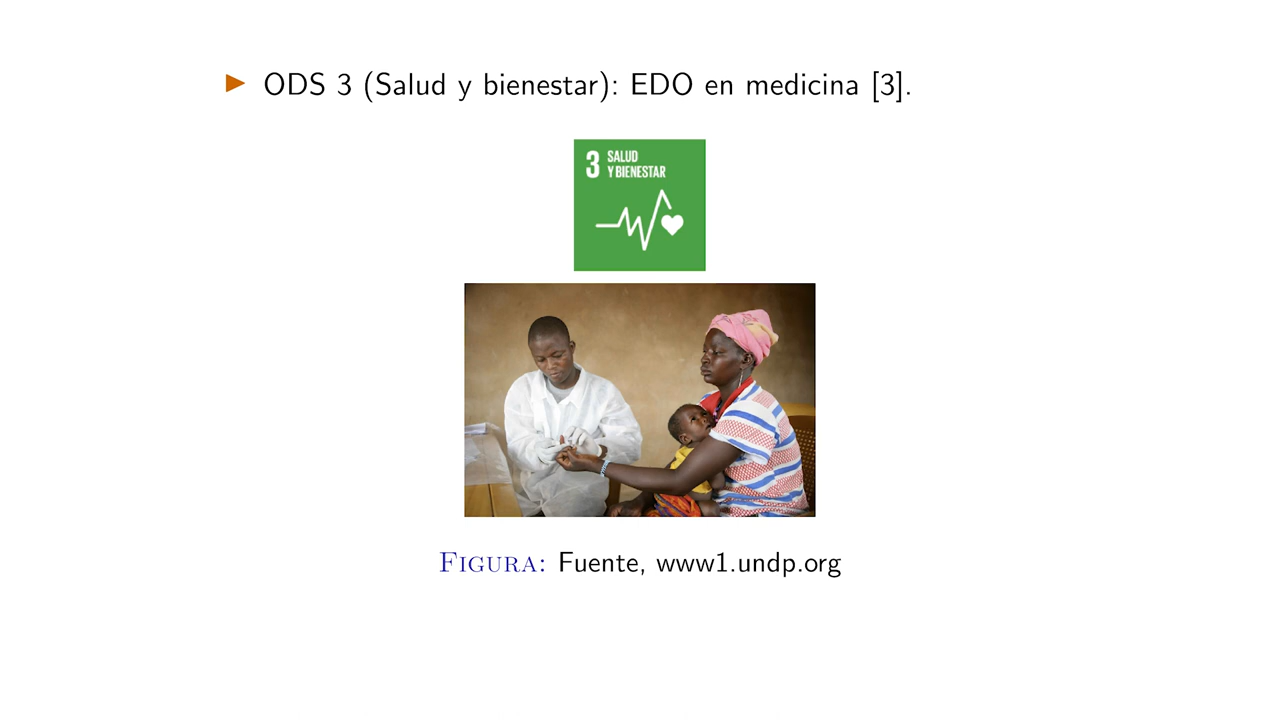 ▶ ODS 3 (Salud y bienestar): EDO en medicina [3].
3 SALUD
Y BIENESTAR
FIGURA: Fuente, www1.undp.org